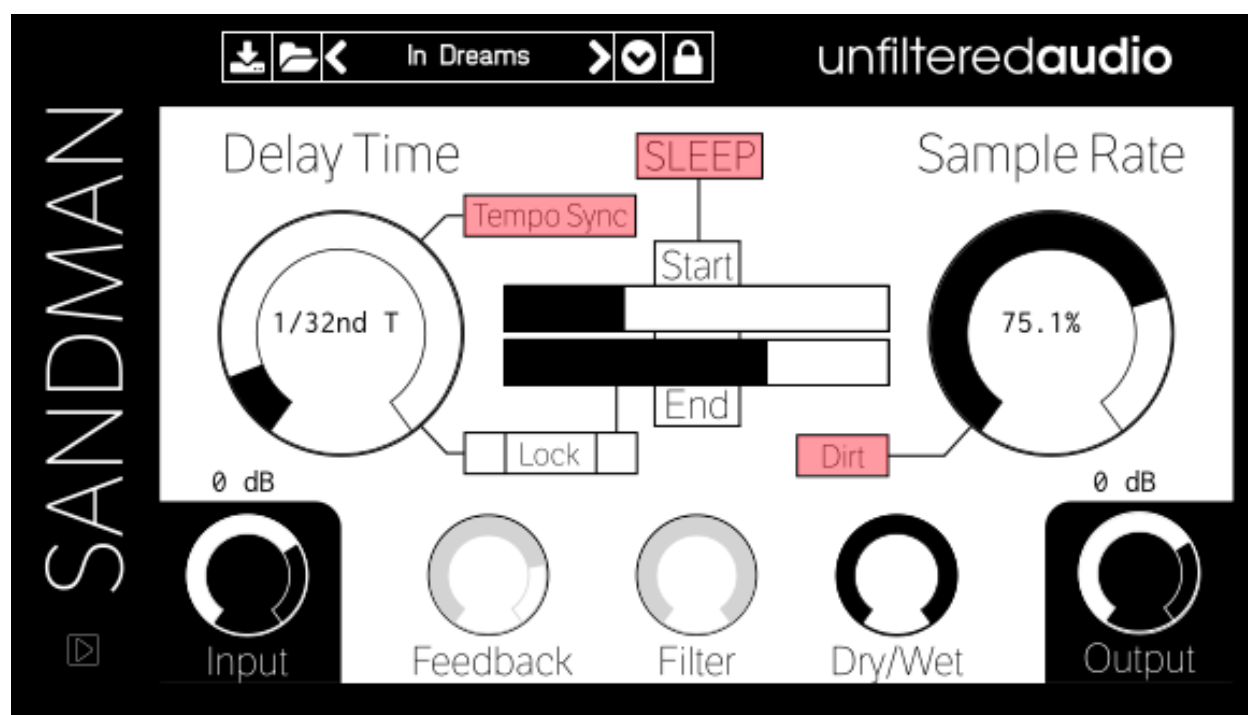 In Dreams
unfilteredaudio
SANDMAN
Delay Time
SLEEP
Sample Rate
Tempo Sync
Start
1/32nd T
75.1%
End
Lock
Dirt
0 dB
0 dB
Input
Feedback
Filter
Dry/Wet
Output